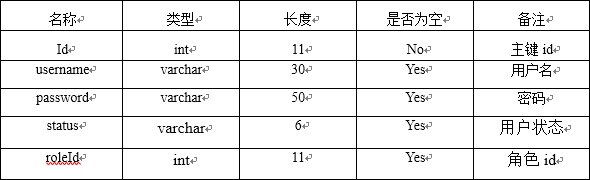 名称 类型 长度 是否为空 备注
Id int 11 No 主键 id
username varchar 30 Yes 用户名
password varchar 50 Yes 密码
status varchar 6 Yes 用户状态
roleId int 11 Yes 角色 id